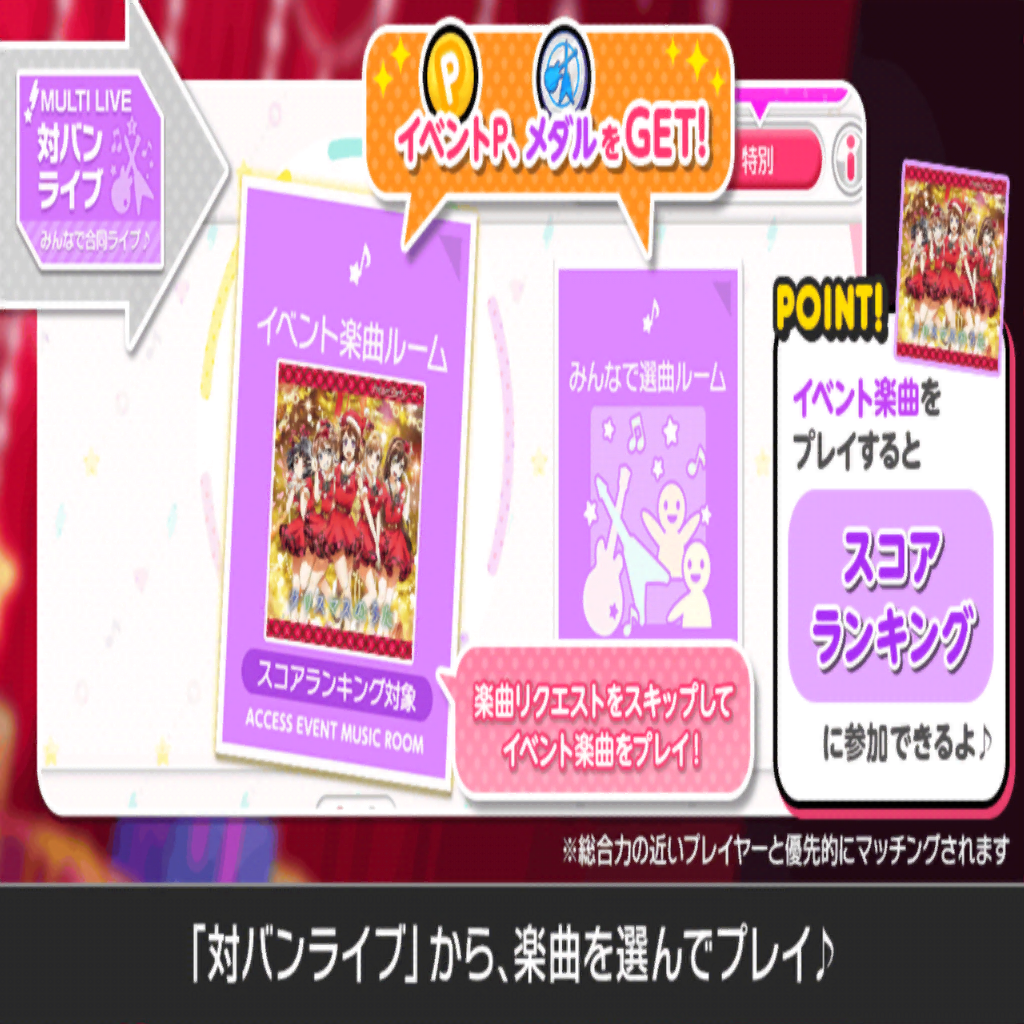 MULTI LIVE
対バン
ライブ
みんなで合同ライブ♪
P
イベントP、メダルをGET!
特別
i
イベント楽曲ルーム
クリスマスのうた
スコアランキング対象
ACCESS EVENT MUSIC ROOM
みんなで選曲ルーム
楽曲リクエストをスキップして
イベント楽曲をプレイ!
POINT!
イベント楽曲を
プレイすると
スコア
ランキング
に参加できるよ♪
※総合力の近いプレイヤーと優先的にマッチングされます
「対バンライブ」から、楽曲を選んでプレイ♪